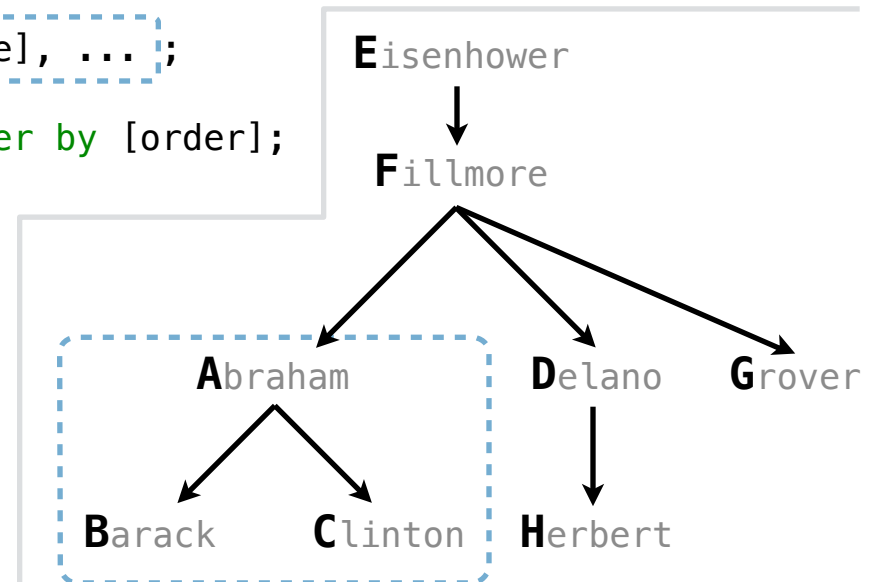 e], ... ;
er by [order];
Eisenhower
Fillmore
Abraham Delano Grover
Barack Clinton Herbert